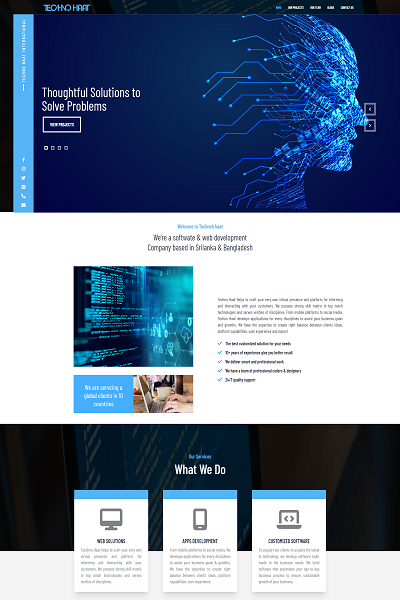 TECHNO HAAT
HOME OUR PROJECTS OUR TEAM BLOGS CONTACT US
TECHNO HAAT INTERNATIONAL
Thoughtful Solutions to
Solve Problems
VIEW PROJECTS
Welcome to Technoh haat
We're a softwate & web development
Company based in Srilanka & Bangladesh
Techno Haat helps to craft your very own virtual presence and platform for informing
and interacting with your customers. We possess strong skill matrix in top notch
technologies and serves entities of disciplines. From mobile platforms to social media,
Techno Haat develops applications for every disciplines to assist your business goals
and growths. We have the expertise to create right balance between clients ideas,
platform capabilities, user experience and expect
The best customized solution for your needs
10+ years of experience give you better result
We deliver smart and professional work
We have a team of professional coders & designers
24/7 quality support
We are servicing a
global clients in 10
countries
Our Services
What We Do
WEB SOLUTIONS
Techno Haat helps to craft your very own
virtual presence and platform for
informing and interacting with your
customers. We possess strong skill matrix
in top notch technologies and serves
entities of disciplines.
APPS DEVELOPMENT
From mobile platforms to social media, We
develops applications for every disciplines
to assist your business goals & growths.
We have the expertise to create right
balance between clients ideas, platform
capabilities, user experience
CUSTOMIZED SOFTWARE
To support our clients to acquire the latest
in technology, we develop software tailor
made to the business needs. We build
software that automates your day to day
business process to ensure sustainable
growth of your business.